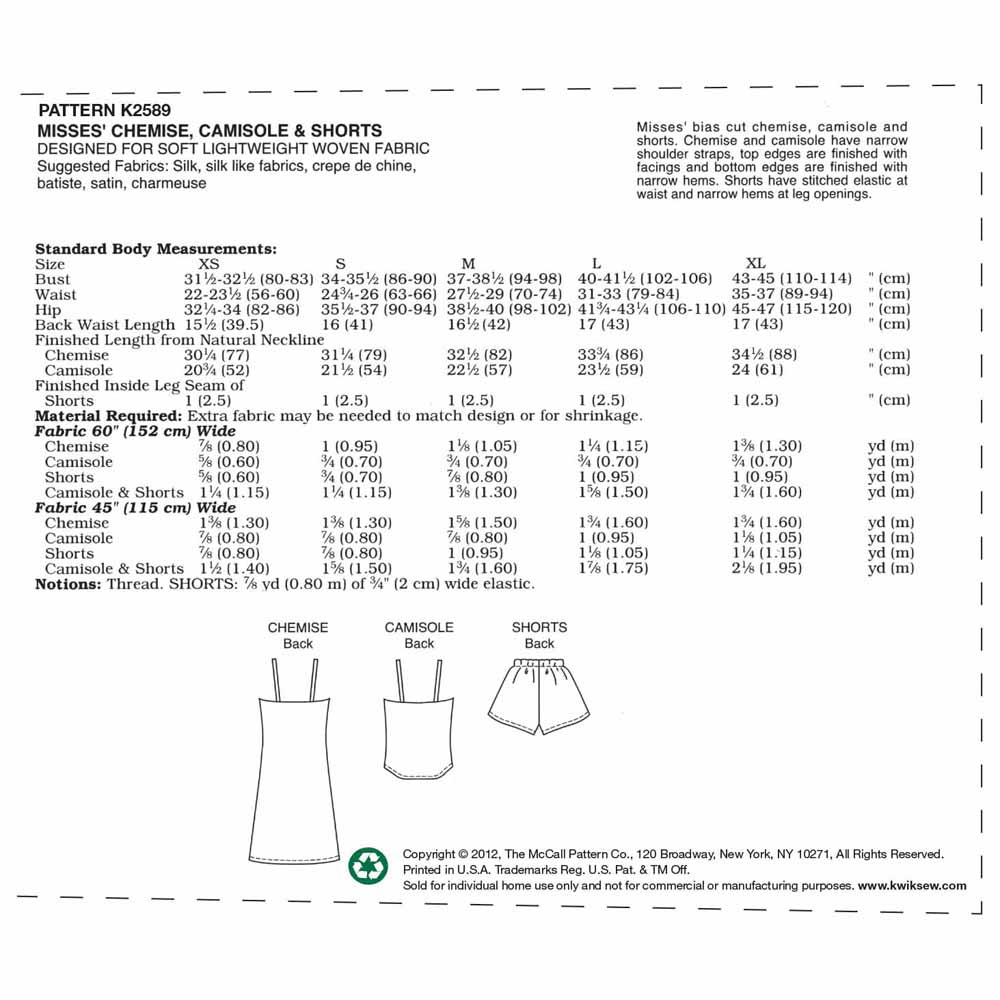 PATTERN K2589
MISSES' CHEMISE, CAMISOLE & SHORTS
DESIGNED FOR SOFT LIGHTWEIGHT WOVEN FABRIC
Suggested Fabrics: Silk, silk like fabrics, crepe de chine,
batiste, satin, charmeuse
Misses' bias cut chemise, camisole and
shorts. Chemise and camisole have narrow
shoulder straps, top edges are finished with
facings and bottom edges are finished with
narrow hems. Shorts have stitched elastic at
waist and narrow hems at leg openings.
Standard Body Measurements:
Size XS S M L XL
Bust 31½-32½ (80-83) 34-35½ (86-90) 37-38½ (94-98) 40-41½ (102-106) 43-45 (110-114) " (cm)
Waist 22-23½ (56-60) 24¾-26 (63-66) 27½-29 (70-74) 31-33 (79-84) 35-37 (89-94) " (cm)
Hip 32¼-34 (82-86) 35½-37 (90-94) 38½-40 (98-102) 41¾-43¼ (106-110) 45-47 (115-120) " (cm)
Back Waist Length 15½ (39.5) 16 (41) 16½ (42) 17 (43) 17 (43) " (cm)
Finished Length from Natural Neckline
Chemise 30¼ (77) 31¼ (79) 32½ (82) 33¾ (86) 34½ (88) " (cm)
Camisole 20¾ (52) 21½ (54) 22½ (57) 23½ (59) 24 (61) " (cm)
Finished Inside Leg Seam of
Shorts 1 (2.5) 1 (2.5) 1 (2.5) 1 (2.5) 1 (2.5) " (cm)
Material Required: Extra fabric may be needed to match design or for shrinkage.
Fabric 60" (152 cm) Wide
Chemise ⅞ (0.80) 1 (0.95) 1⅛ (1.05) 1¼ (1.15) 1⅜ (1.30) yd (m)
Camisole ⅝ (0.60) ¾ (0.70) ¾ (0.70) ¾ (0.70) ¾ (0.70) yd (m)
Shorts ⅝ (0.60) ¾ (0.70) ⅞ (0.80) 1 (0.95) 1 (0.95) yd (m)
Camisole & Shorts 1¼ (1.15) 1¼ (1.15) 1⅜ (1.30) 1⅝ (1.50) 1¾ (1.60) yd (m)
Fabric 45" (115 cm) Wide
Chemise 1⅜ (1.30) 1⅜ (1.30) 1⅝ (1.50) 1¾ (1.60) 1¾ (1.60) yd (m)
Camisole ⅞ (0.80) ⅞ (0.80) ⅞ (0.80) 1 (0.95) 1⅛ (1.05) yd (m)
Shorts ⅞ (0.80) ⅞ (0.80) 1 (0.95) 1⅛ (1.05) 1¼ (1.15) yd (m)
Camisole & Shorts 1½ (1.40) 1⅝ (1.50) 1¾ (1.60) 1⅞ (1.75) 2⅛ (1.95) yd (m)
Notions: Thread. SHORTS: ⅞ yd (0.80 m) of ¾" (2 cm) wide elastic.
CHEMISE CAMISOLE SHORTS
Back Back Back
Copyright © 2012, The McCall Pattern Co., 120 Broadway, New York, NY 10271, All Rights Reserved.
Printed in U.S.A. Trademarks Reg. U.S. Pat. & TM Off.
Sold for individual home use only and not for commercial or manufacturing purposes. www.kwiksew.com